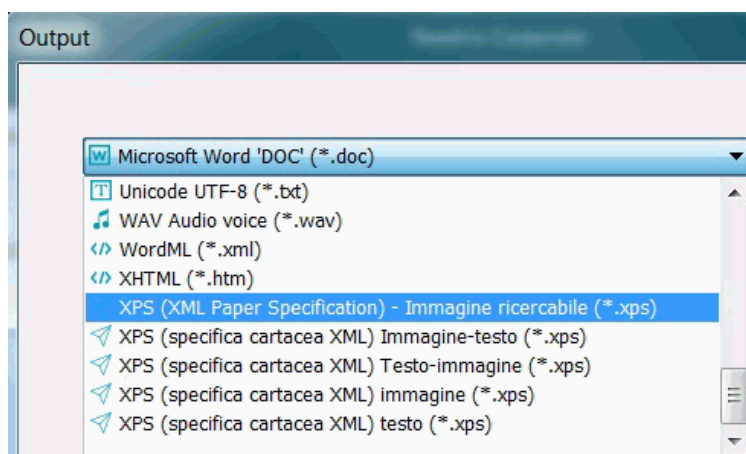 Output
Microsoft Word 'DOC' (*.doc)
Unicode UTF-8 (*.txt)
WAV Audio voice (*.wav)
WordML (*.xml)
XHTML (*.htm)
XPS (XML Paper Specification) - Immagine ricercabile (*.xps)
XPS (specifica cartacea XML) Immagine-testo (*.xps)
XPS (specifica cartacea XML) Testo-immagine (*.xps)
XPS (specifica cartacea XML) immagine (*.xps)
XPS (specifica cartacea XML) testo (*.xps)